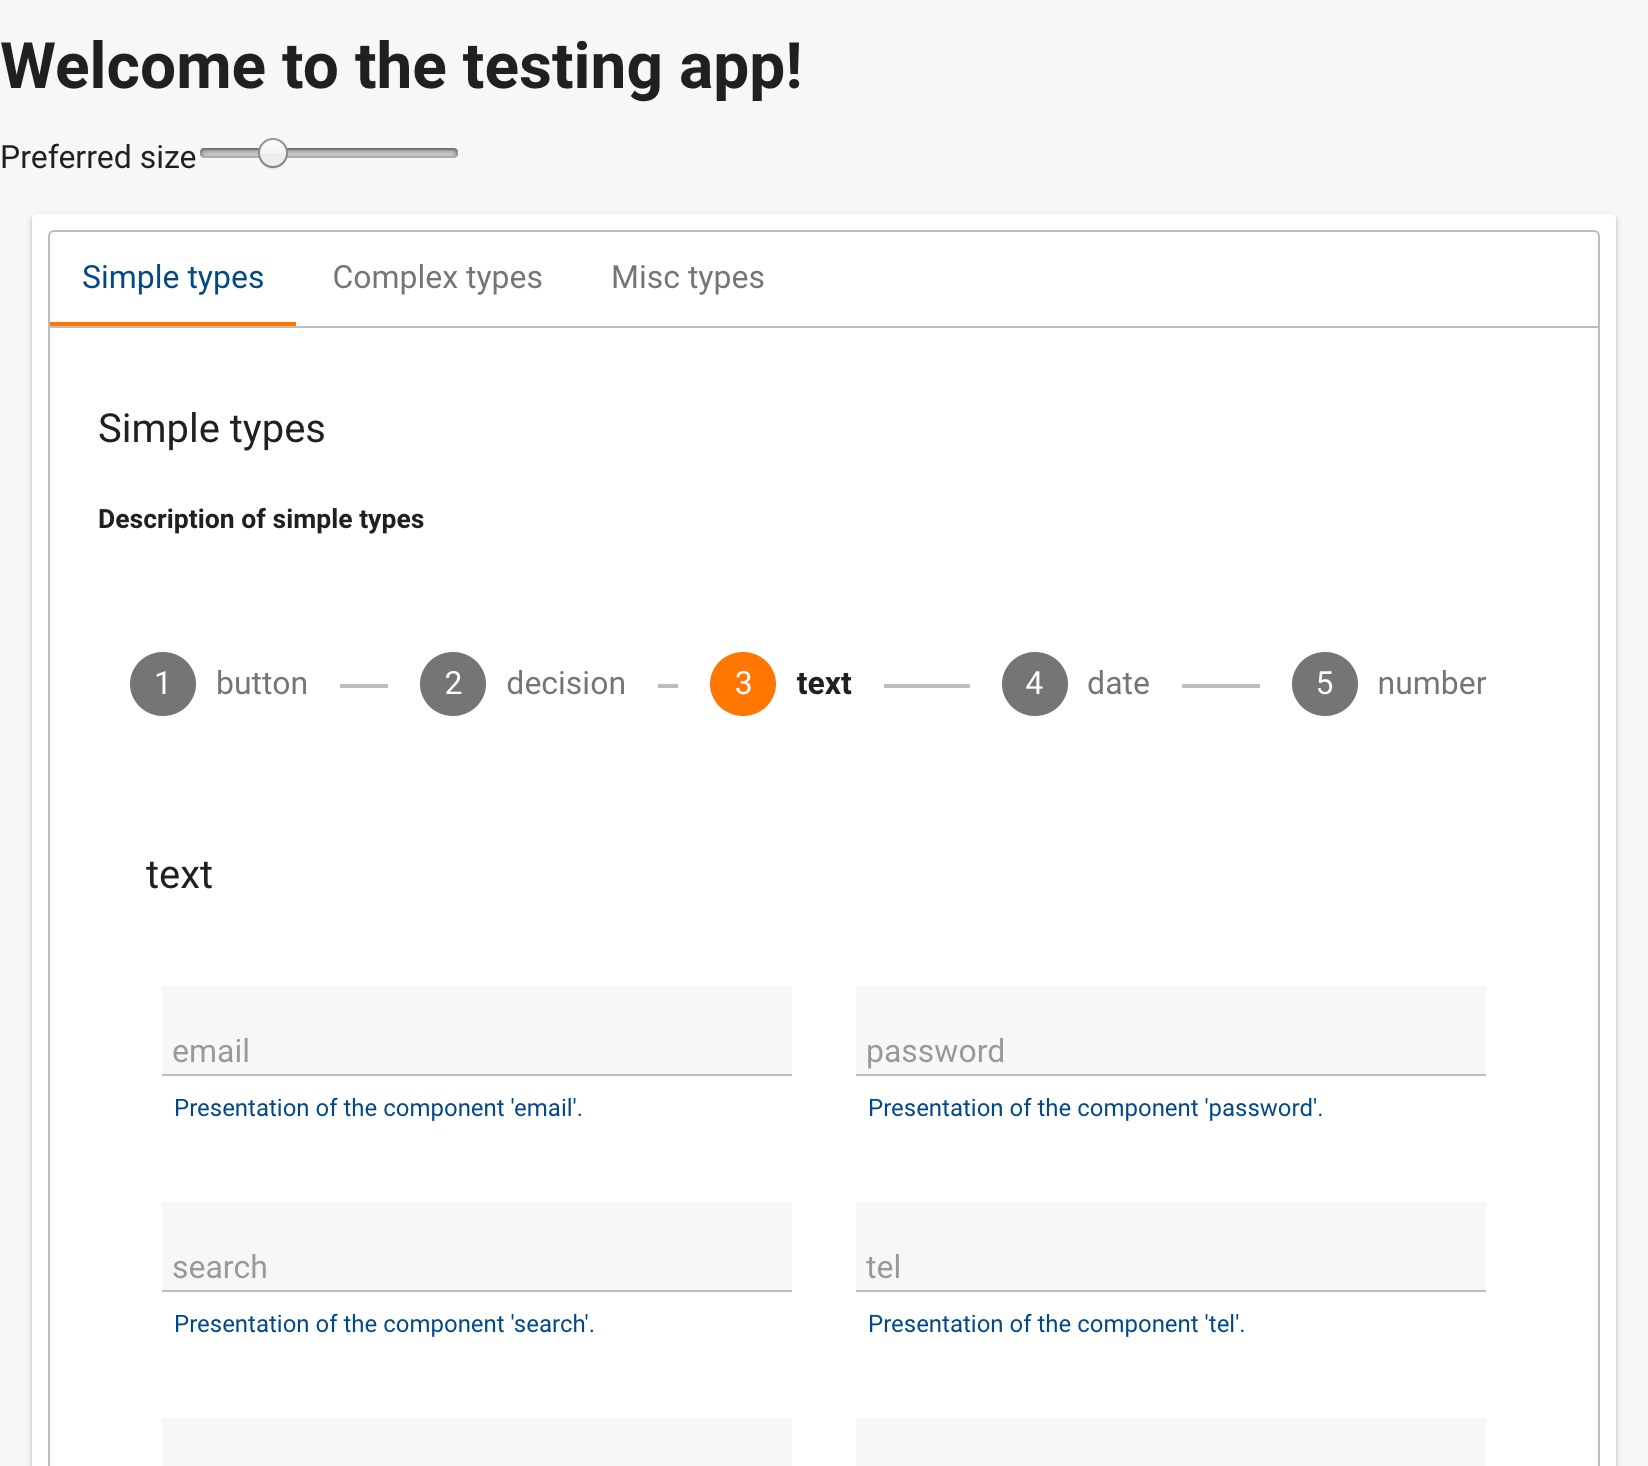 Welcome to the testing app!
Preferred size
Simple types Complex types Misc types
Simple types
Description of simple types
1 button 2 decision 3 text 4 date 5 number
text
email password
Presentation of the component 'email'. Presentation of the component 'password'.
search tel
Presentation of the component 'search'. Presentation of the component 'tel'.